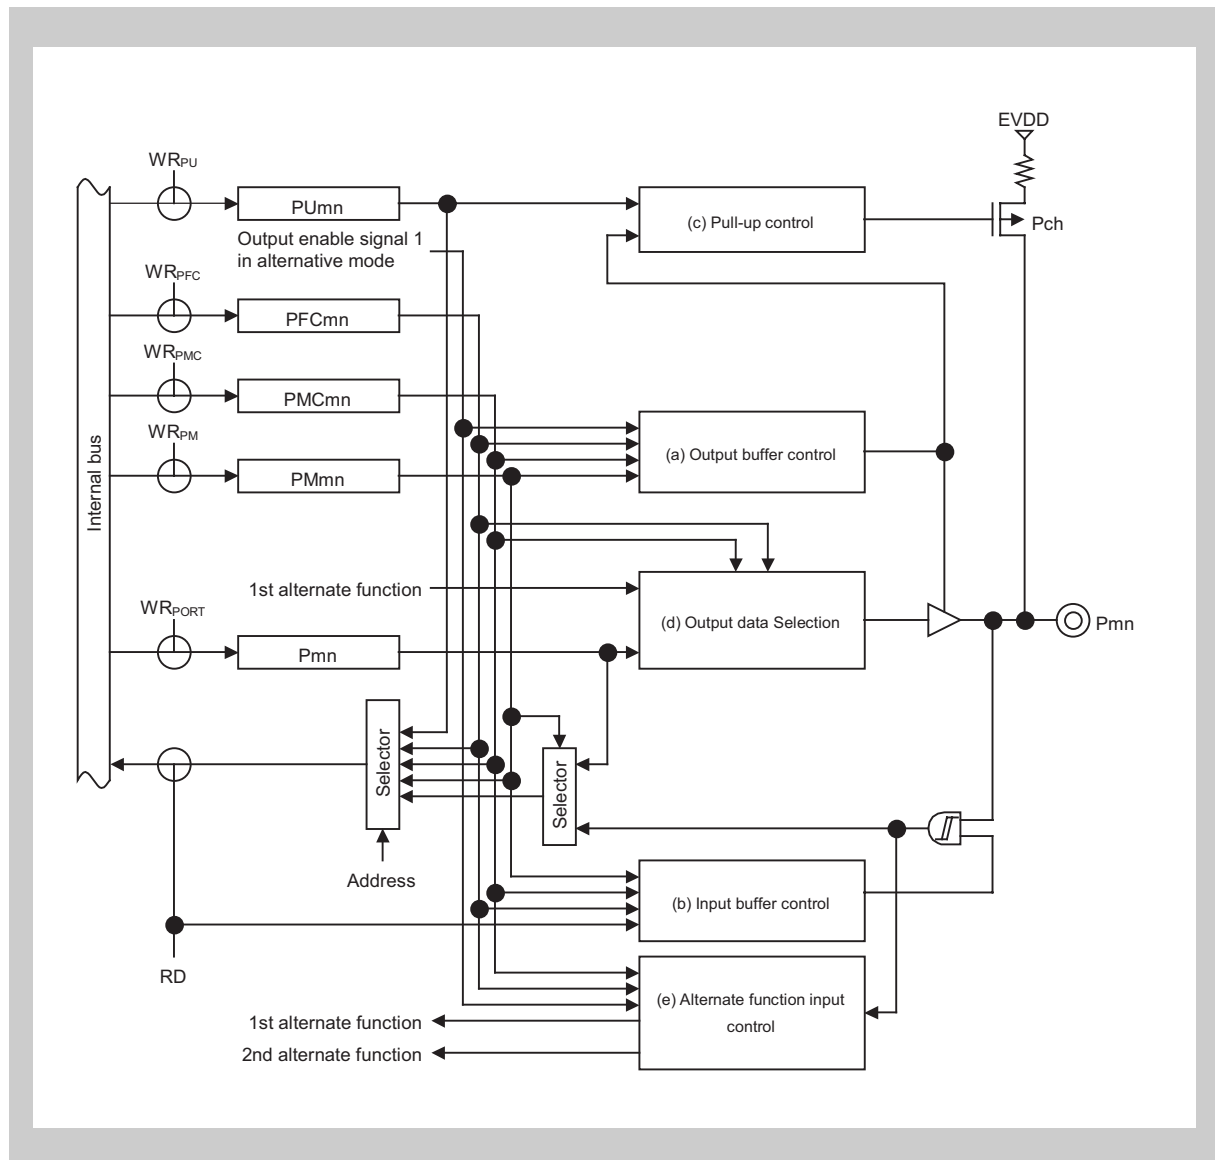 EVDD
WRPU
PUmn
(c) Pull-up control
Pch
Output enable signal 1
in alternative mode
WRPFC
PFCmn
WRPMC
PMCmn
WRPM
PMmn
(a) Output buffer control
Internal bus
1st alternate function
WRPORT
Pmn
(d) Output data Selection
Pmn
Selector
Selector
Address
(b) Input buffer control
RD
(e) Alternate function input
control
1st alternate function
2nd alternate function